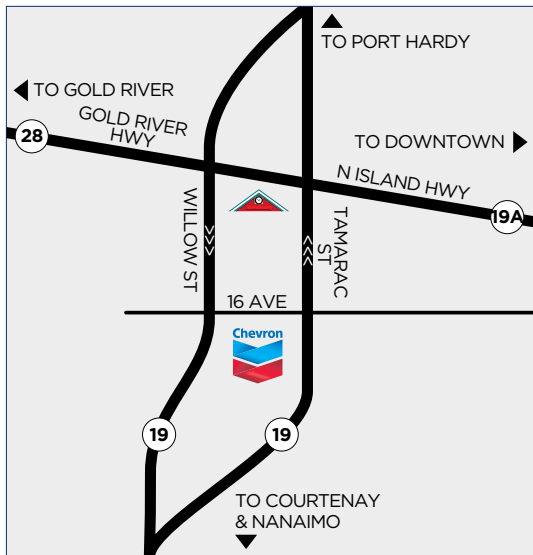 TO PORT HARDY
TO GOLD RIVER
GOLD RIVER
HWY
28
TO DOWNTOWN
N ISLAND HWY
19A
WILLOW ST
TAMARAC
ST
16 AVE
Chevron
19
19
TO COURTENAY
& NANAIMO